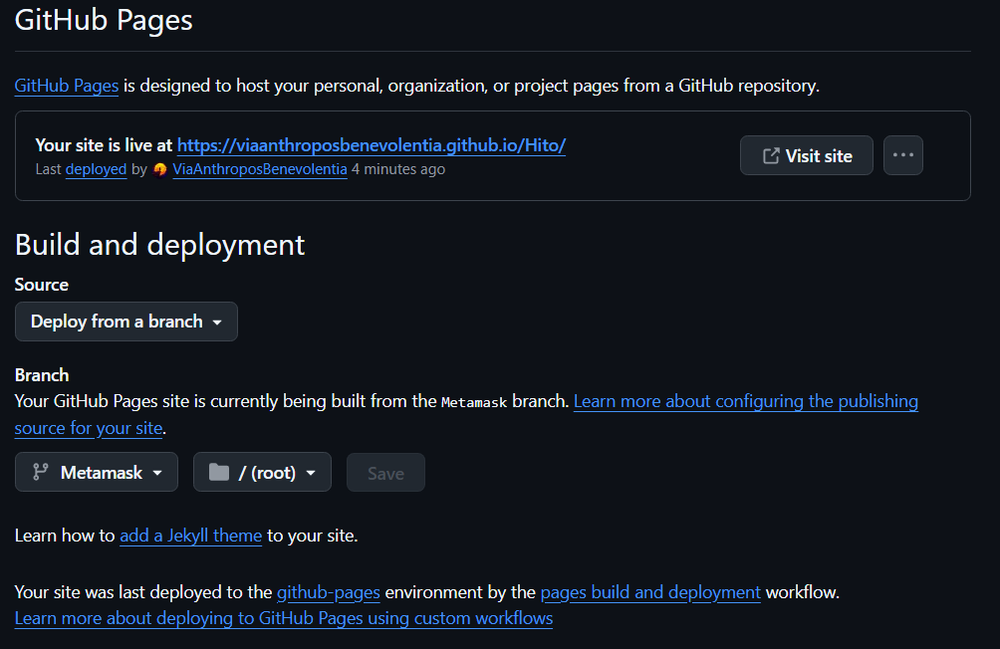 GitHub Pages
GitHub Pages is designed to host your personal, organization, or project pages from a GitHub repository.
Your site is live at https://viaanthroposbenevolentia.github.io/Hito/
Last deployed by ViaAnthroposBenevolentia 4 minutes ago
Visit site
Build and deployment
Source
Deploy from a branch
Branch
Your GitHub Pages site is currently being built from the Metamask branch. Learn more about configuring the publishing
source for your site.
Metamask
/ (root)
Save
Learn how to add a Jekyll theme to your site.
Your site was last deployed to the github-pages environment by the pages build and deployment workflow.
Learn more about deploying to GitHub Pages using custom workflows